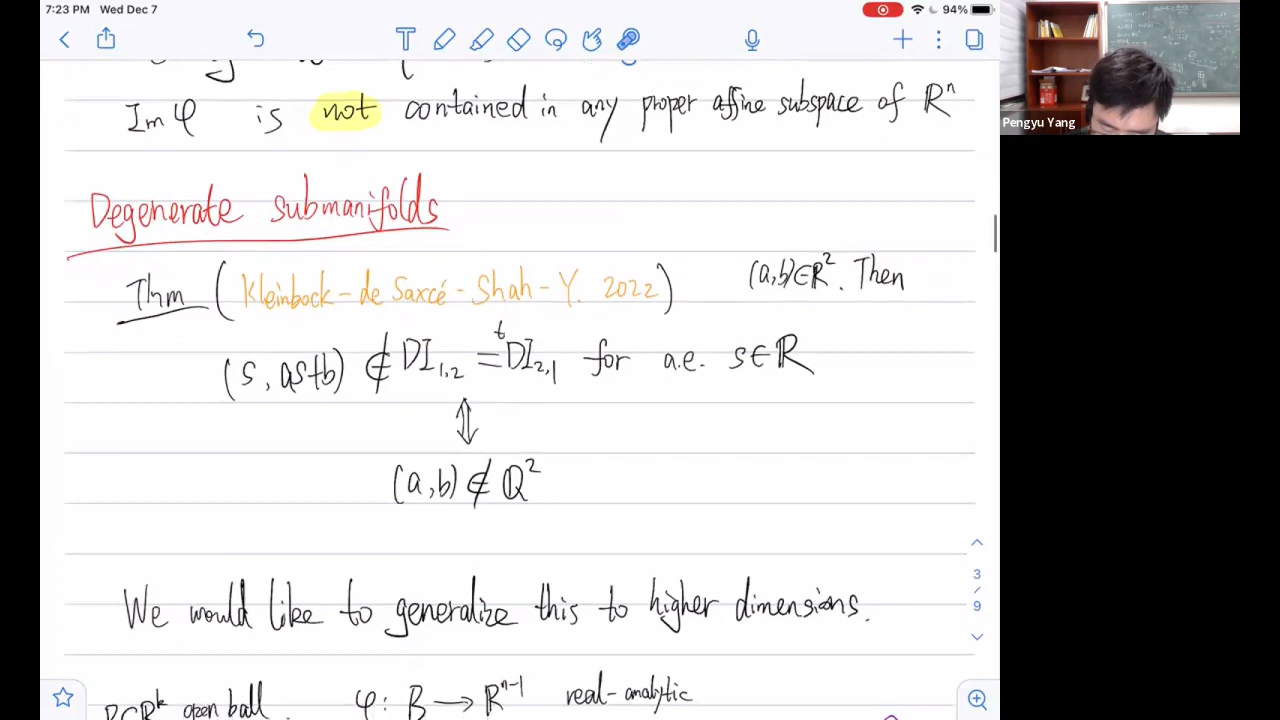 7:23 PM Wed Dec 7
94%
Im φ is not contained in any proper affine subspace of ℝⁿ
Pengyu Yang
Degenerate submanifolds
Thm (Kleinbock – de Saxcé – Shah – Y. 2022) (a,b)∈ℝ². Then
(s, as+b) ∉ DI₁,₂ = ᵗDI₂,₁ for a.e. s∈ℝ
⇕
(a,b) ∉ ℚ²
We would like to generalize this to higher dimensions.
3
/
9
B⊂ℝᵏ open ball. φ: B → ℝⁿ⁻¹ real-analytic